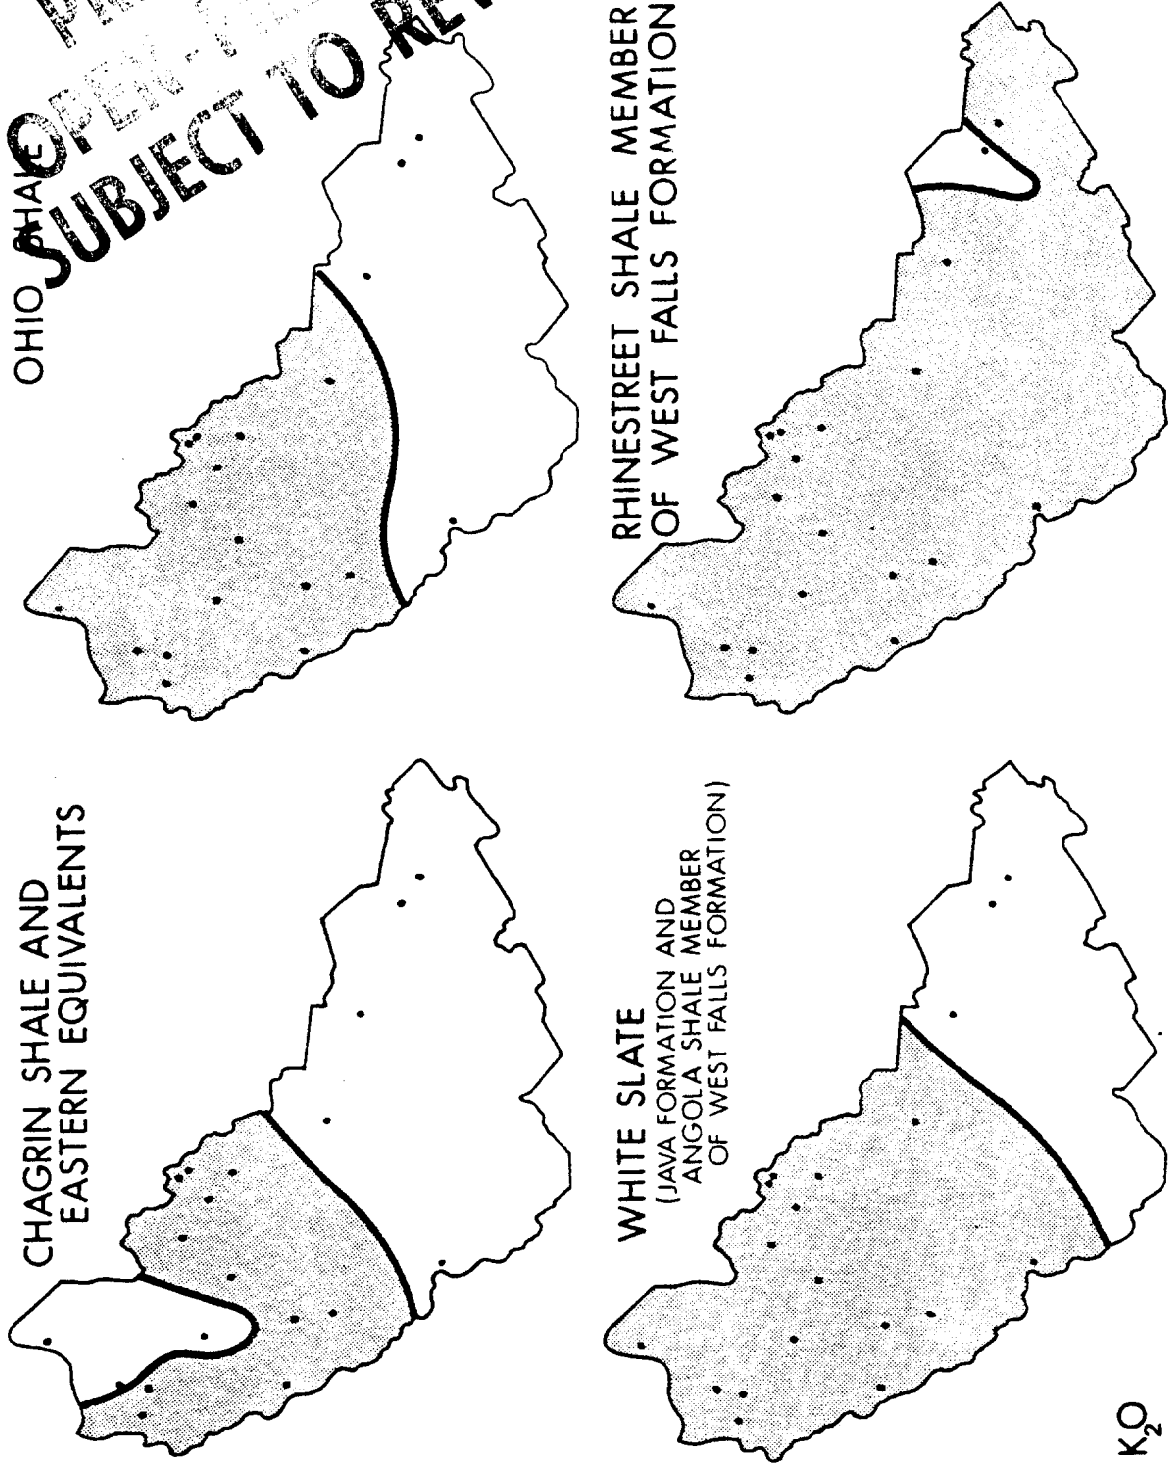 CHAGRIN SHALE AND
EASTERN EQUIVALENTS
OHIO SHALE
OPEN-
SUBJECT TO
WHITE SLATE
(JAVA FORMATION AND
ANGOLA SHALE MEMBER
OF WEST FALLS FORMATION)
RHINESTREET SHALE MEMBER
OF WEST FALLS FORMATION
K₂O